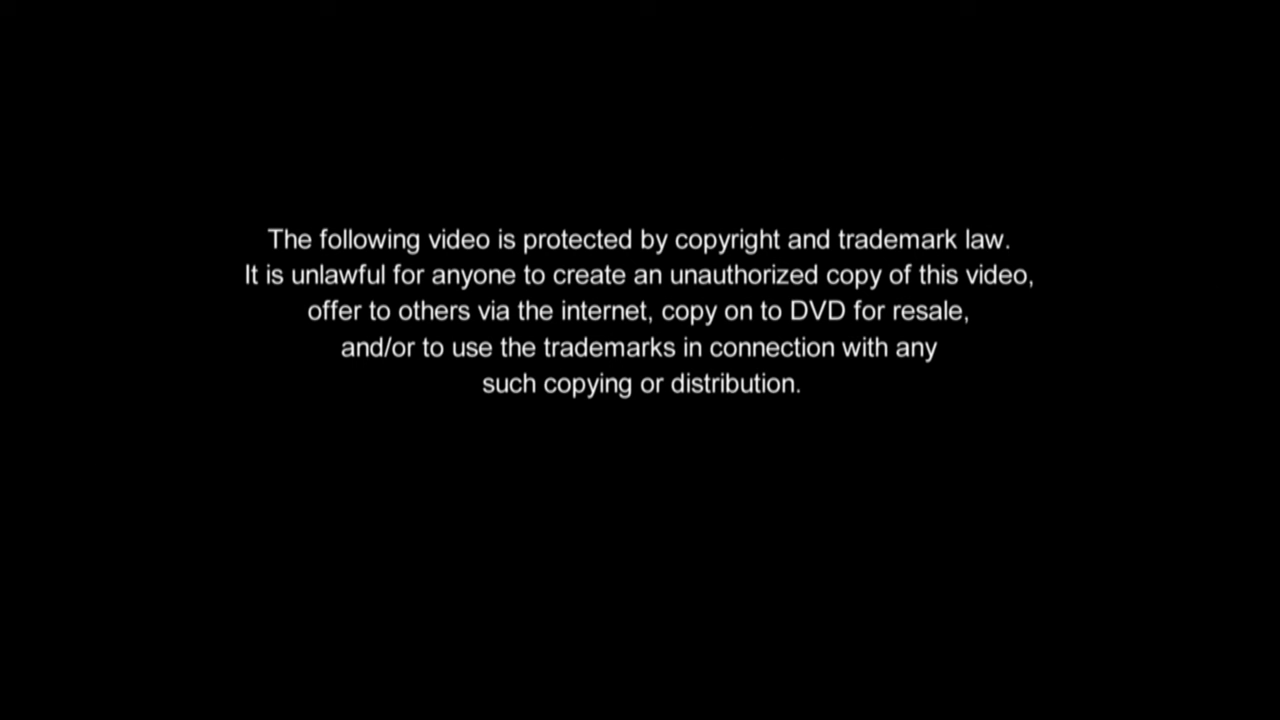 The following video is protected by copyright and trademark law.
It is unlawful for anyone to create an unauthorized copy of this video,
offer to others via the internet, copy on to DVD for resale,
and/or to use the trademarks in connection with any
such copying or distribution.